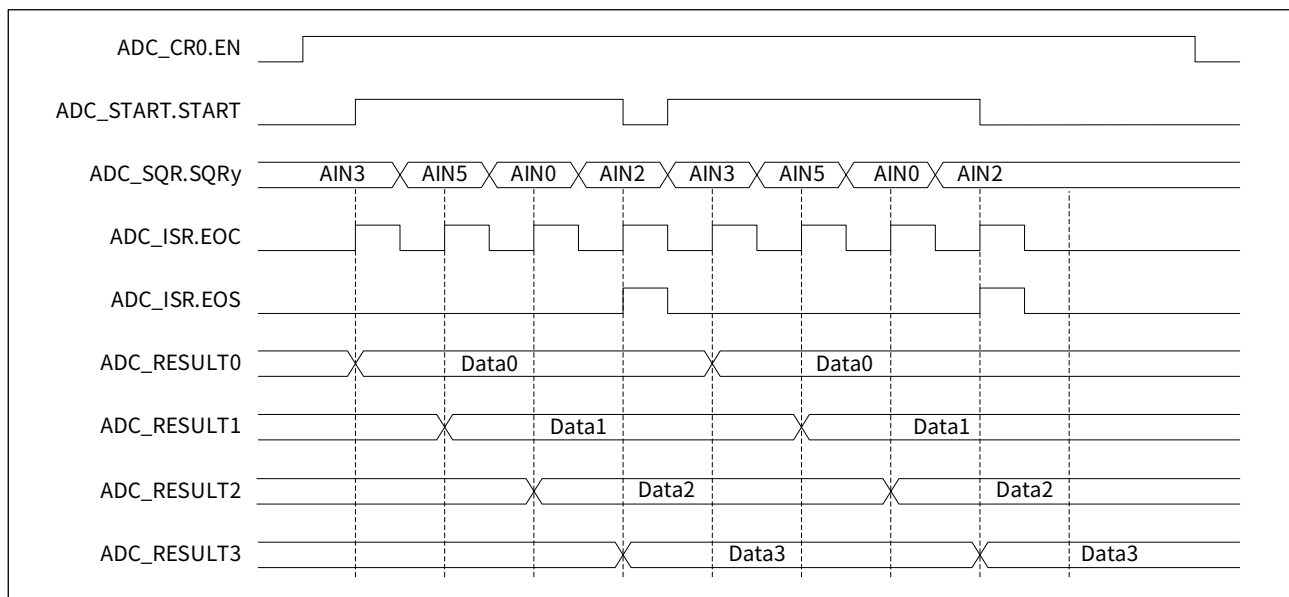 ADC_CR0.EN
ADC_START.START
ADC_SQR.SQRy AIN3 AIN5 AIN0 AIN2 AIN3 AIN5 AIN0 AIN2
ADC_ISR.EOC
ADC_ISR.EOS
ADC_RESULT0 Data0 Data0
ADC_RESULT1 Data1 Data1
ADC_RESULT2 Data2 Data2
ADC_RESULT3 Data3 Data3